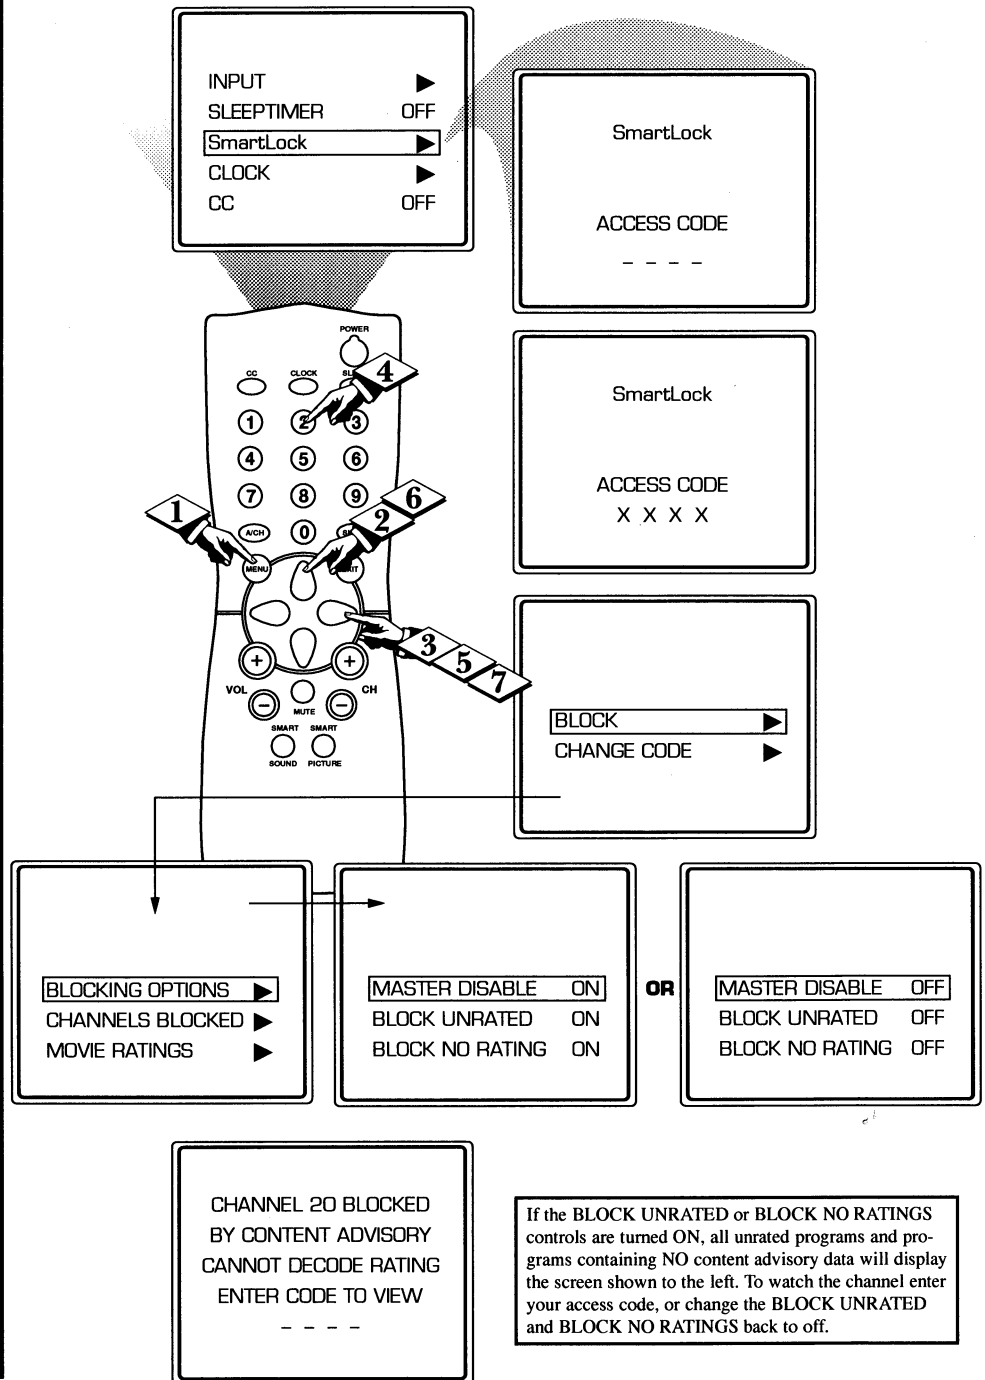 INPUT ▶
SLEEPTIMER OFF
SmartLock ▶
CLOCK ▶
CC OFF
SmartLock
ACCESS CODE
_ _ _ _
POWER
CC CLOCK
4
1 2 3
4 5 6
7 8 9
1
6
2
A/CH 0
MENU
SmartLock
ACCESS CODE
X X X X
3
5
7
+ +
VOL CH
− −
MUTE
SMART SMART
SOUND PICTURE
BLOCK ▶
CHANGE CODE ▶
BLOCKING OPTIONS ▶
CHANNELS BLOCKED ▶
MOVIE RATINGS ▶
MASTER DISABLE ON
BLOCK UNRATED ON
BLOCK NO RATING ON
OR
MASTER DISABLE OFF
BLOCK UNRATED OFF
BLOCK NO RATING OFF
CHANNEL 20 BLOCKED
BY CONTENT ADVISORY
CANNOT DECODE RATING
ENTER CODE TO VIEW
_ _ _ _
If the BLOCK UNRATED or BLOCK NO RATINGS
controls are turned ON, all unrated programs and pro-
grams containing NO content advisory data will display
the screen shown to the left. To watch the channel enter
your access code, or change the BLOCK UNRATED
and BLOCK NO RATINGS back to off.